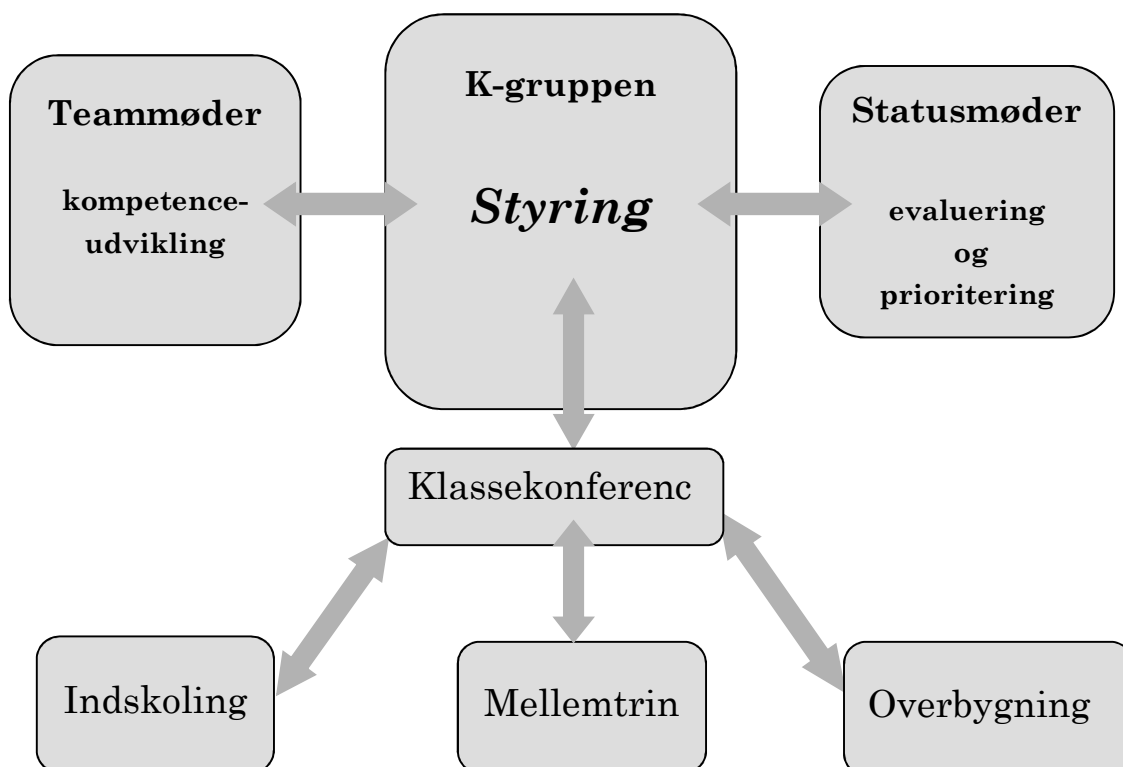 Teammøder
kompetence-
udvikling
K-gruppen
Styring
Statusmøder
evaluering
og
prioritering
Klassekonferenc
Indskoling
Mellemtrin
Overbygning